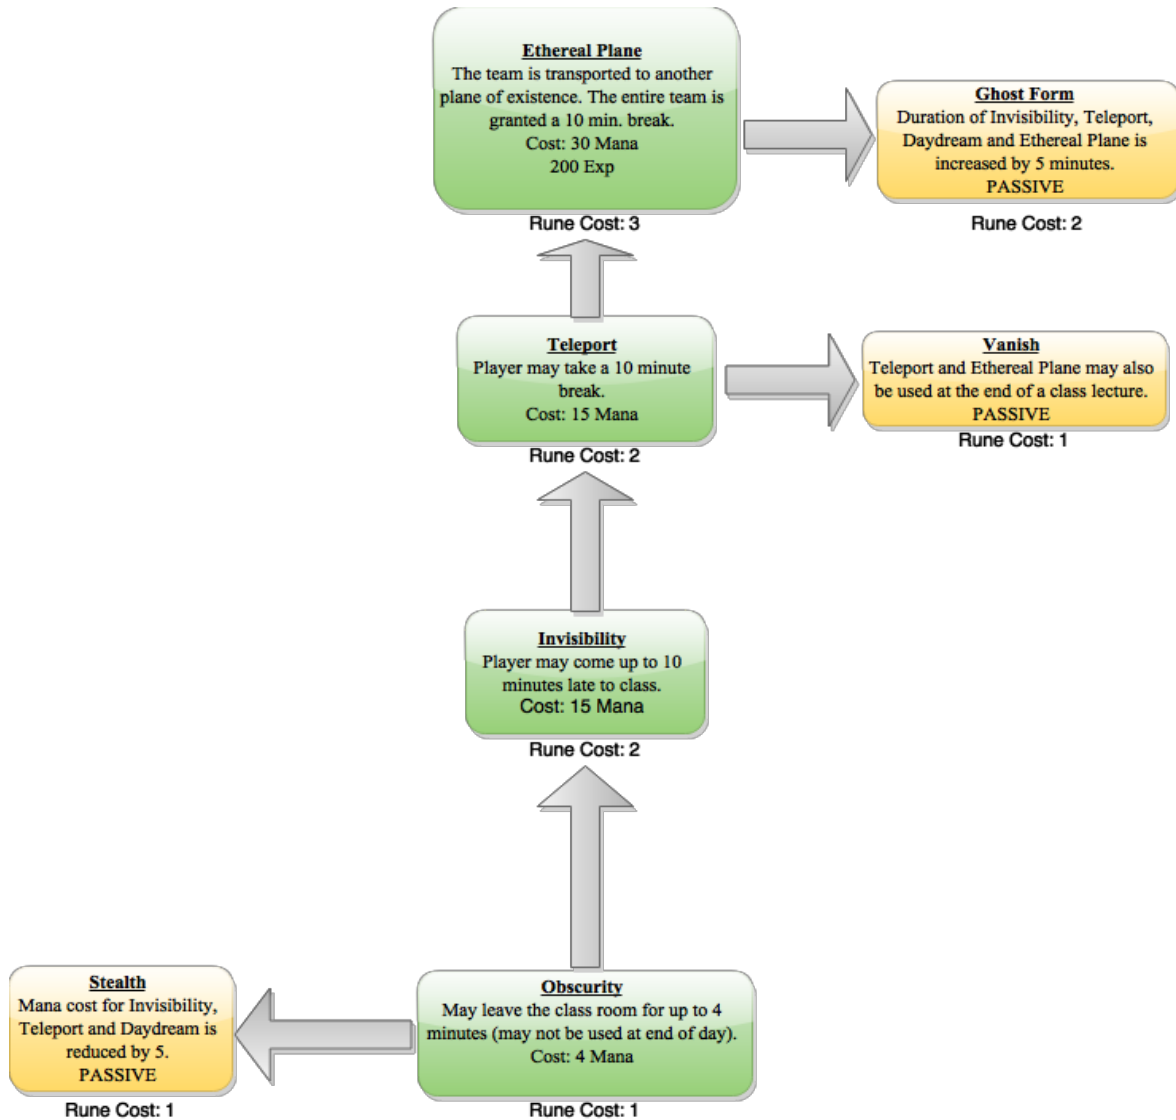 Ethereal Plane
The team is transported to another
plane of existence. The entire team is
granted a 10 min. break.
Cost: 30 Mana
200 Exp
Rune Cost: 3
Ghost Form
Duration of Invisibility, Teleport,
Daydream and Ethereal Plane is
increased by 5 minutes.
PASSIVE
Rune Cost: 2
Teleport
Player may take a 10 minute
break.
Cost: 15 Mana
Rune Cost: 2
Vanish
Teleport and Ethereal Plane may also
be used at the end of a class lecture.
PASSIVE
Rune Cost: 1
Invisibility
Player may come up to 10
minutes late to class.
Cost: 15 Mana
Rune Cost: 2
Stealth
Mana cost for Invisibility,
Teleport and Daydream is
reduced by 5.
PASSIVE
Rune Cost: 1
Obscurity
May leave the class room for up to 4
minutes (may not be used at end of day).
Cost: 4 Mana
Rune Cost: 1